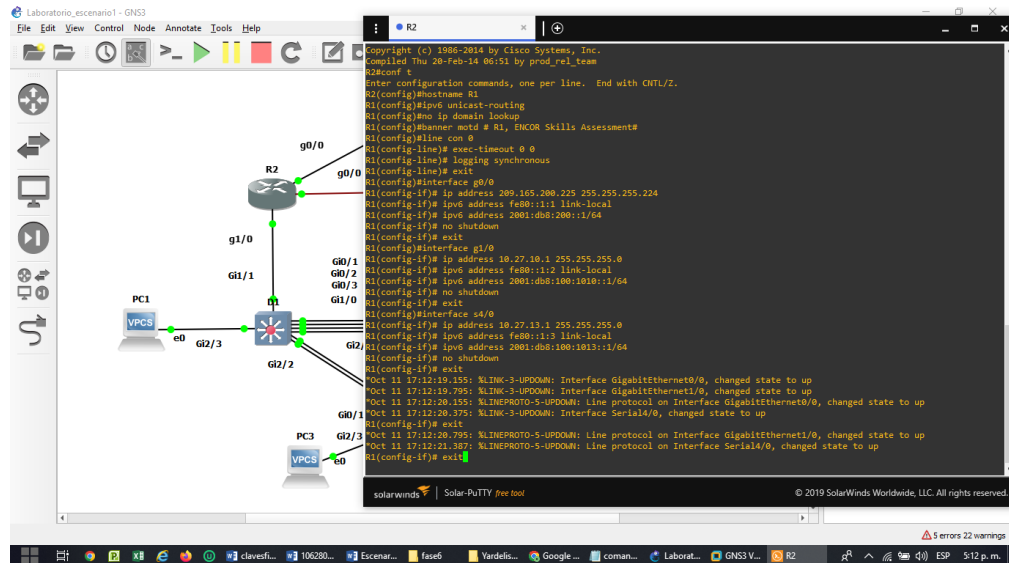 Laboratorio_escenario1 - GNS3
File Edit View Control Node Annotate Tools Help
R2
Copyright (c) 1986-2014 by Cisco Systems, Inc.
Compiled Thu 20-Feb-14 06:51 by prod_rel_team
R2#conf t
Enter configuration commands, one per line.  End with CNTL/Z.
R2(config)#hostname R1
R1(config)#ipv6 unicast-routing
R1(config)#no ip domain lookup
R1(config)#banner motd # R1, ENCOR Skills Assessment#
R1(config)#line con 0
R1(config-line)# exec-timeout 0 0
R1(config-line)# logging synchronous
R1(config-line)# exit
R1(config)#interface g0/0
R1(config-if)# ip address 209.165.200.225 255.255.255.224
R1(config-if)# ipv6 address fe80::1:1 link-local
R1(config-if)# ipv6 address 2001:db8:200::1/64
R1(config-if)# no shutdown
R1(config-if)# exit
R1(config)#interface g1/0
R1(config-if)# ip address 10.27.10.1 255.255.255.0
R1(config-if)# ipv6 address fe80::1:2 link-local
R1(config-if)# ipv6 address 2001:db8:100:1010::1/64
R1(config-if)# no shutdown
R1(config-if)# exit
R1(config)#interface s4/0
R1(config-if)# ip address 10.27.13.1 255.255.255.0
R1(config-if)# ipv6 address fe80::1:3 link-local
R1(config-if)# ipv6 address 2001:db8:100:1013::1/64
R1(config-if)# no shutdown
R1(config-if)# exit
*Oct 11 17:12:19.155: %LINK-3-UPDOWN: Interface GigabitEthernet0/0, changed state to up
*Oct 11 17:12:19.795: %LINK-3-UPDOWN: Interface GigabitEthernet1/0, changed state to up
*Oct 11 17:12:20.155: %LINEPROTO-5-UPDOWN: Line protocol on Interface GigabitEthernet0/0, changed state to up
*Oct 11 17:12:20.375: %LINK-3-UPDOWN: Interface Serial4/0, changed state to up
R1(config-if)# exit
*Oct 11 17:12:20.795: %LINEPROTO-5-UPDOWN: Line protocol on Interface GigabitEthernet1/0, changed state to up
*Oct 11 17:12:21.387: %LINEPROTO-5-UPDOWN: Line protocol on Interface Serial4/0, changed state to up
R1(config-if)# exit
g0/0
R2
g0/0
g1/0
Gi0/1
Gi0/2
Gi0/3
Gi1/0
Gi1/1
PC1
D1
VPCS
e0
Gi2/3
Gi2/
Gi2/2
Gi0/1
PC3
Gi2/3
VPCS
e0
solarwinds
Solar-PuTTY free tool
© 2019 SolarWinds Worldwide, LLC. All rights reserved.
5 errors 22 warnings
clavesfi...
106280...
Escenar...
fase6
Yardelis...
Google ...
coman...
Laborat...
GNS3 V...
R2
ESP
5:12 p. m.